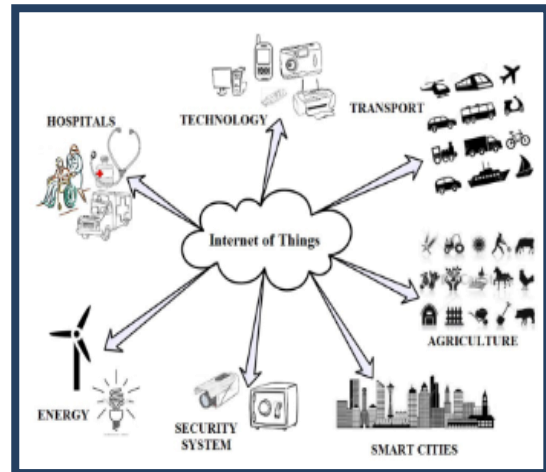 TECHNOLOGY
TRANSPORT
HOSPITALS
Internet of Things
AGRICULTURE
ENERGY
SECURITY
SYSTEM
SMART CITIES